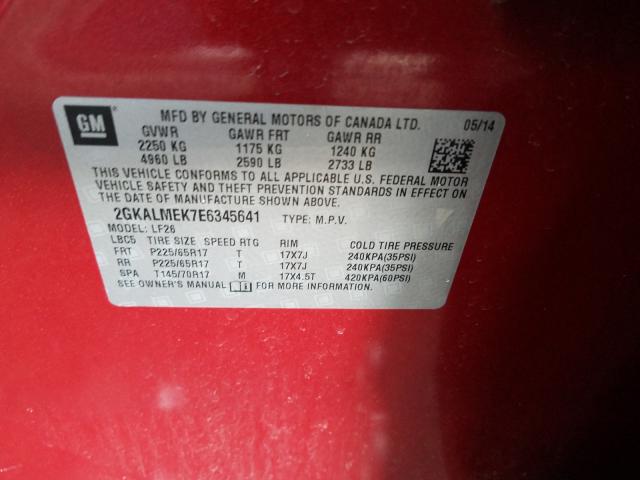 GM
MFD BY GENERAL MOTORS OF CANADA LTD. 05/14
GVWR GAWR FRT GAWR RR
2250 KG 1175 KG 1240 KG
4960 LB 2590 LB 2733 LB
THIS VEHICLE CONFORMS TO ALL APPLICABLE U.S. FEDERAL MOTOR
VEHICLE SAFETY AND THEFT PREVENTION STANDARDS IN EFFECT ON
THE DATE OF MANUFACTURE SHOWN ABOVE.
2GKALMEK7E6345641 TYPE: M.P.V.
MODEL: LF26
LBC5 TIRE SIZE SPEED RTG RIM COLD TIRE PRESSURE
FRT P225/65R17 T 17X7J 240KPA(35PSI)
RR P225/65R17 T 17X7J 240KPA(35PSI)
SPA T145/70R17 M 17X4.5T 420KPA(60PSI)
SEE OWNER'S MANUAL FOR MORE INFORMATION.